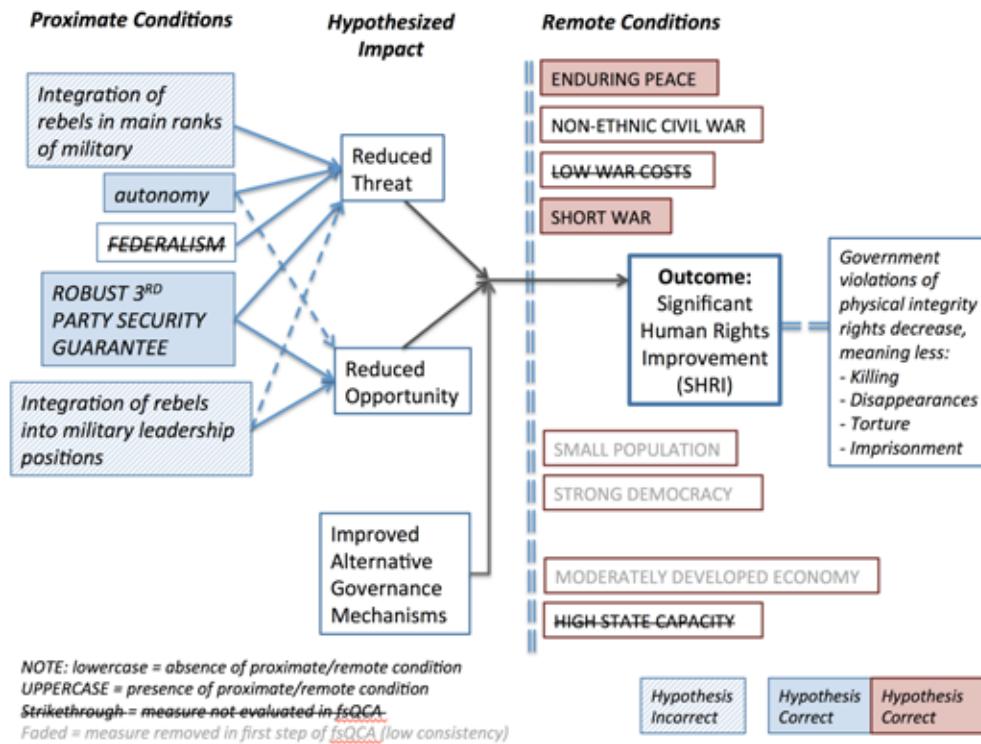 Proximate Conditions
Hypothesized
Impact
Remote Conditions
Integration of
rebels in main ranks
of military
autonomy
FEDERALISM
ROBUST 3RD
PARTY SECURITY
GUARANTEE
Integration of rebels
into military leadership
positions
Reduced
Threat
Reduced
Opportunity
Improved
Alternative
Governance
Mechanisms
ENDURING PEACE
NON-ETHNIC CIVIL WAR
LOW WAR COSTS
SHORT WAR
Outcome:
Significant
Human Rights
Improvement
(SHRI)
Government
violations of
physical integrity
rights decrease,
meaning less:
- Killing
- Disappearances
- Torture
- Imprisonment
SMALL POPULATION
STRONG DEMOCRACY
MODERATELY DEVELOPED ECONOMY
HIGH STATE CAPACITY
NOTE: lowercase = absence of proximate/remote condition
UPPERCASE = presence of proximate/remote condition
Strikethrough = measure not evaluated in fsQCA
Faded = measure removed in first step of fsQCA (low consistency)
Hypothesis
Incorrect
Hypothesis
Correct
Hypothesis
Correct